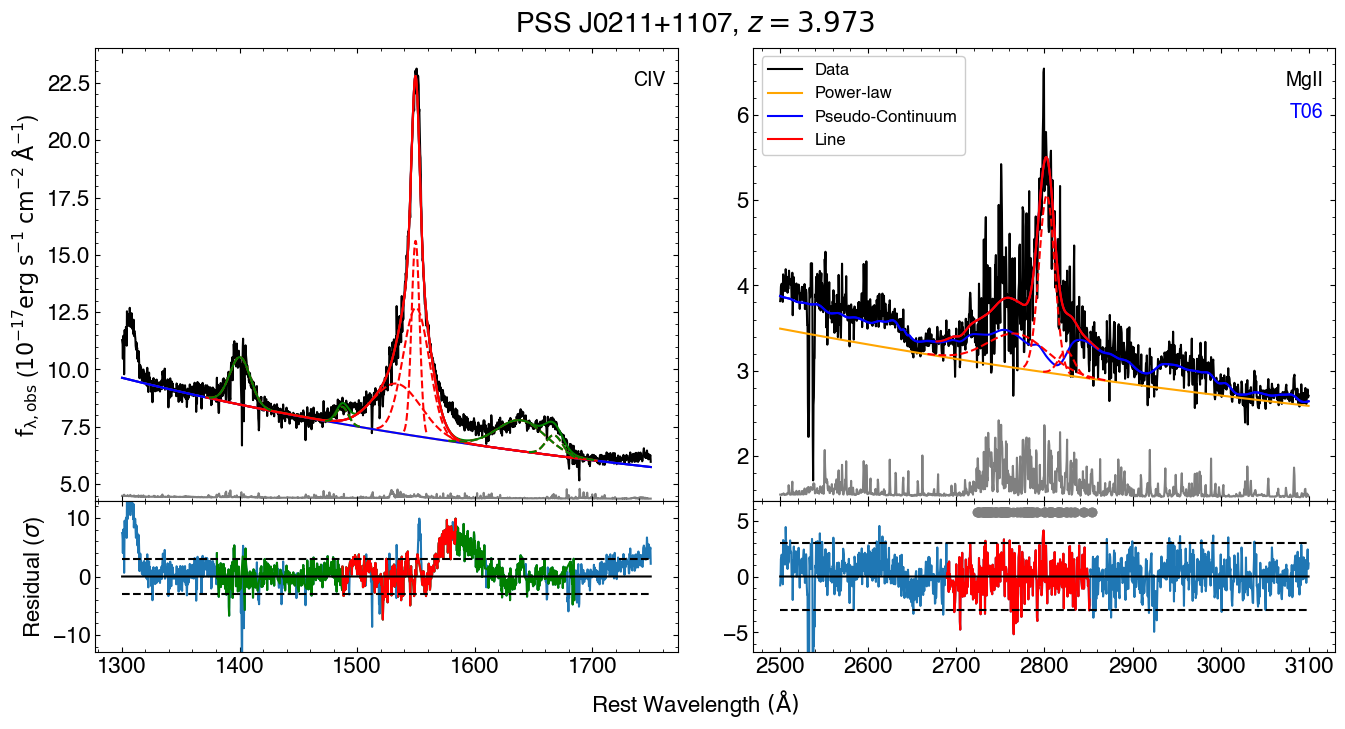 PSS J0211+1107, z = 3.973
CIV
22.5
20.0
17.5
15.0
12.5
10.0
7.5
5.0
f_{λ,obs} (10^{−17} erg s^{−1} cm^{−2} Å^{−1})
10
0
−10
Residual (σ)
1300 1400 1500 1600 1700
Data
Power-law
Pseudo-Continuum
Line
MgII
T06
6
5
4
3
2
5
0
−5
2500 2600 2700 2800 2900 3000 3100
Rest Wavelength (Å)